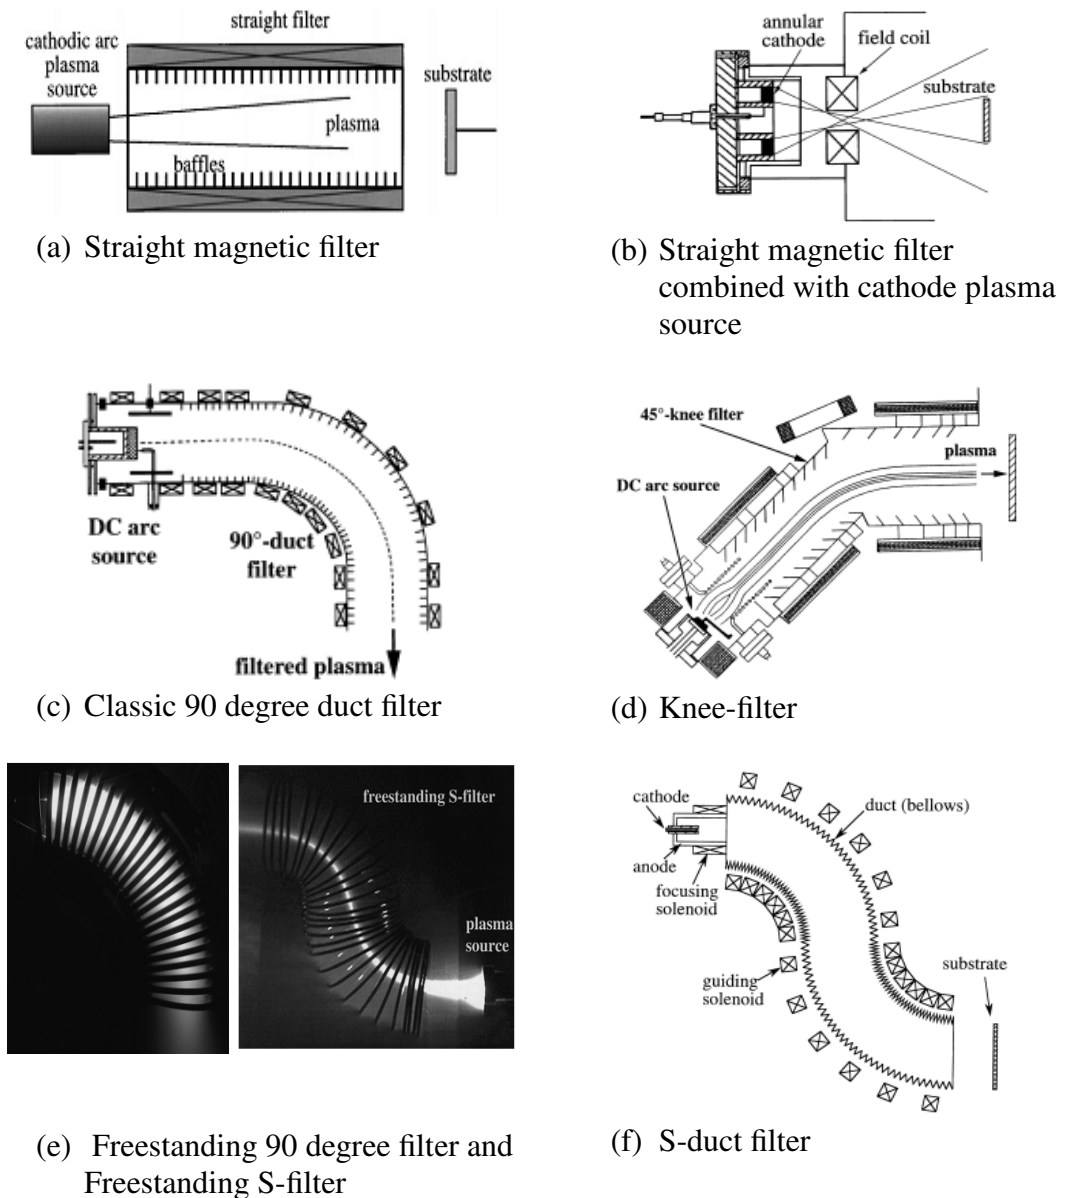 straight filter
cathodic arc
plasma
source
substrate
plasma
baffles
(a) Straight magnetic filter
annular
cathode
field coil
substrate
(b) Straight magnetic filter
combined with cathode plasma
source
DC arc
source
90°-duct
filter
filtered plasma
(c) Classic 90 degree duct filter
45°-knee filter
plasma
DC arc source
(d) Knee-filter
freestanding S-filter
plasma
source
(e) Freestanding 90 degree filter and
Freestanding S-filter
cathode
duct (bellows)
anode
focusing
solenoid
substrate
guiding
solenoid
(f) S-duct filter